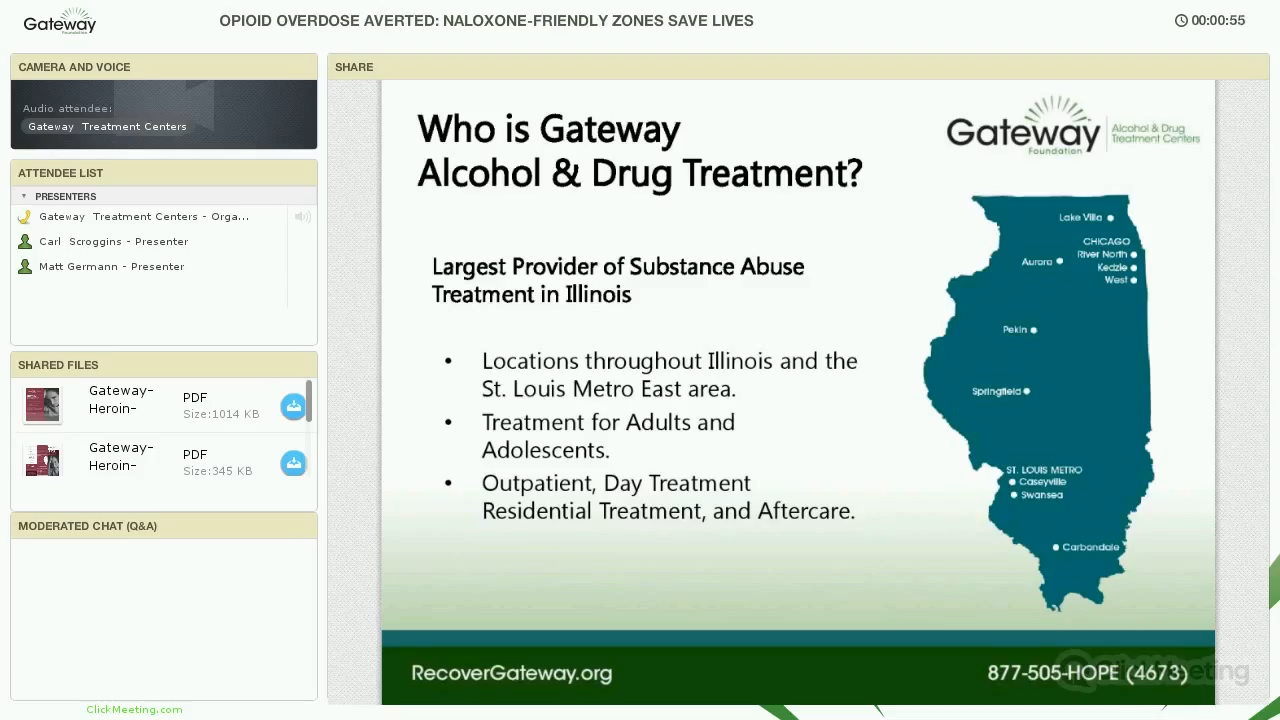 Gateway
Foundation
OPIOID OVERDOSE AVERTED: NALOXONE-FRIENDLY ZONES SAVE LIVES
00:00:55
CAMERA AND VOICE
Audio attendee:
Gateway Treatment Centers
ATTENDEE LIST
PRESENTERS
Gateway Treatment Centers - Orga...
Carl Scroggins - Presenter
Matt Germann - Presenter
SHARED FILES
Gateway-
Heroin-
PDF
Size:1014 KB
Gateway-
Heroin-
PDF
Size:345 KB
MODERATED CHAT (Q&A)
ClickMeeting.com
SHARE
Who is Gateway
Alcohol & Drug Treatment?
Gateway
Foundation
Alcohol & Drug
Treatment Centers
Largest Provider of Substance Abuse
Treatment in Illinois
• Locations throughout Illinois and the
St. Louis Metro East area.
• Treatment for Adults and
Adolescents.
• Outpatient, Day Treatment
Residential Treatment, and Aftercare.
Lake Villa
CHICAGO
River North
Aurora
Kedzie
West
Pekin
Springfield
ST. LOUIS METRO
Caseyville
Swansea
Carbondale
RecoverGateway.org
877-505-HOPE (4673)